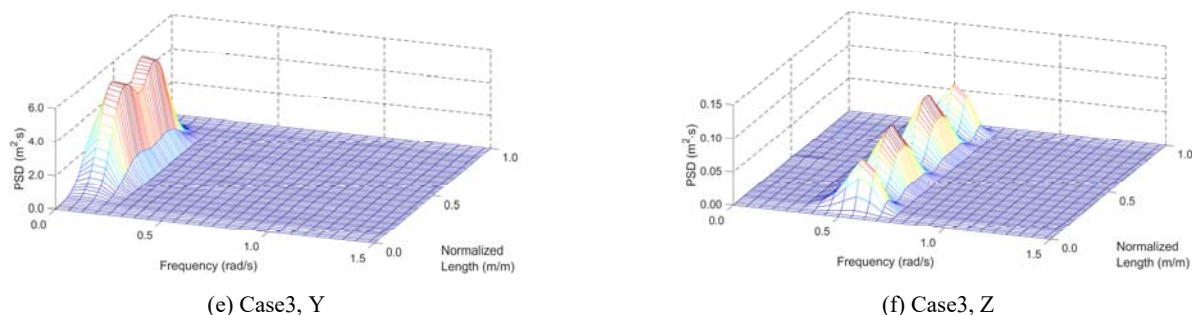 6.0
4.0
2.0
0.0
PSD (m²·s)
0.0
0.5
1.0
1.5
Frequency (rad/s)
0.0
0.5
1.0
Normalized
Length (m/m)
(e) Case3, Y
0.15
0.10
0.05
0.00
PSD (m²·s)
0.0
0.5
1.0
1.5
Frequency (rad/s)
0.0
0.5
1.0
Normalized
Length (m/m)
(f) Case3, Z